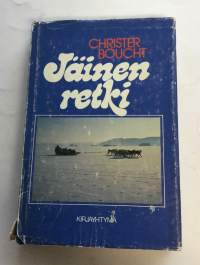 CHRISTER
BOUCHT
Jäinen
retki
KIRJAYHTYMÄ